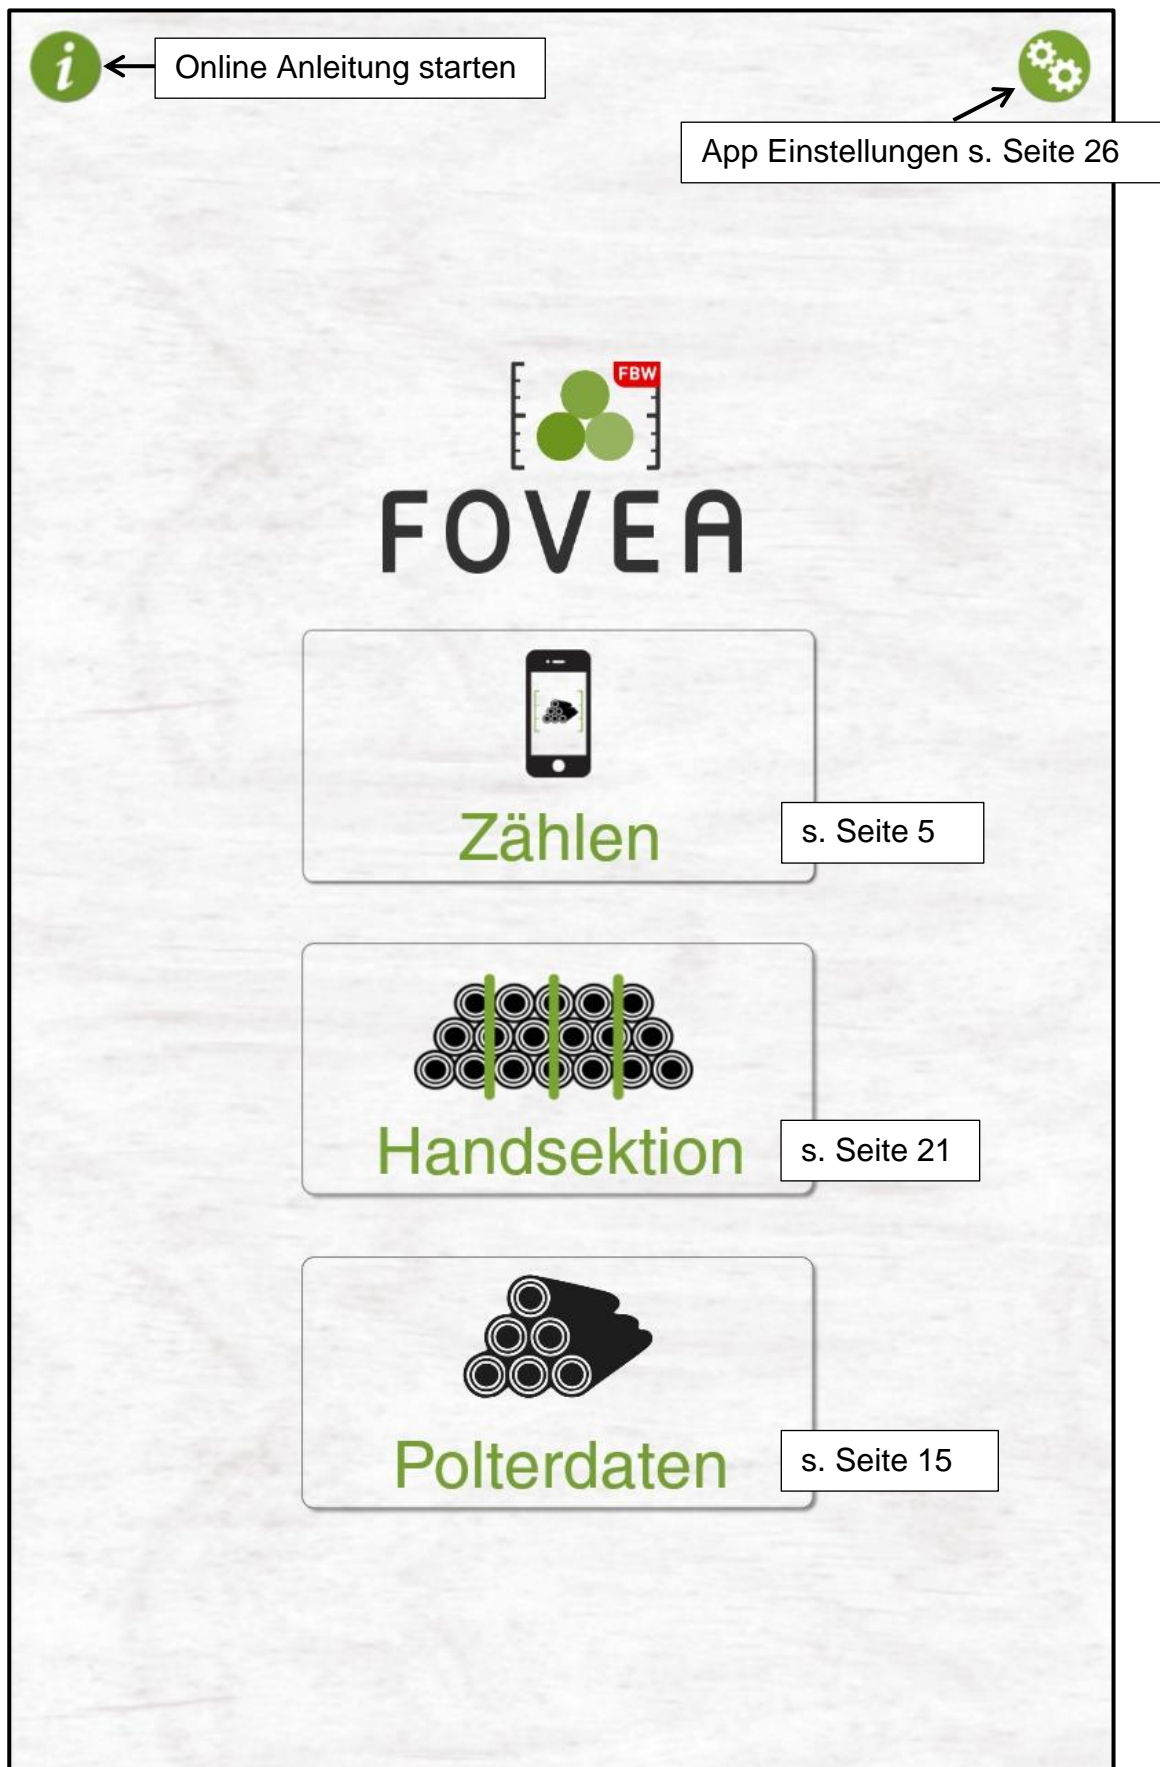 i
Online Anleitung starten
App Einstellungen s. Seite 26
FBW
FOVEA
Zählen
s. Seite 5
Handsektion
s. Seite 21
Polterdaten
s. Seite 15